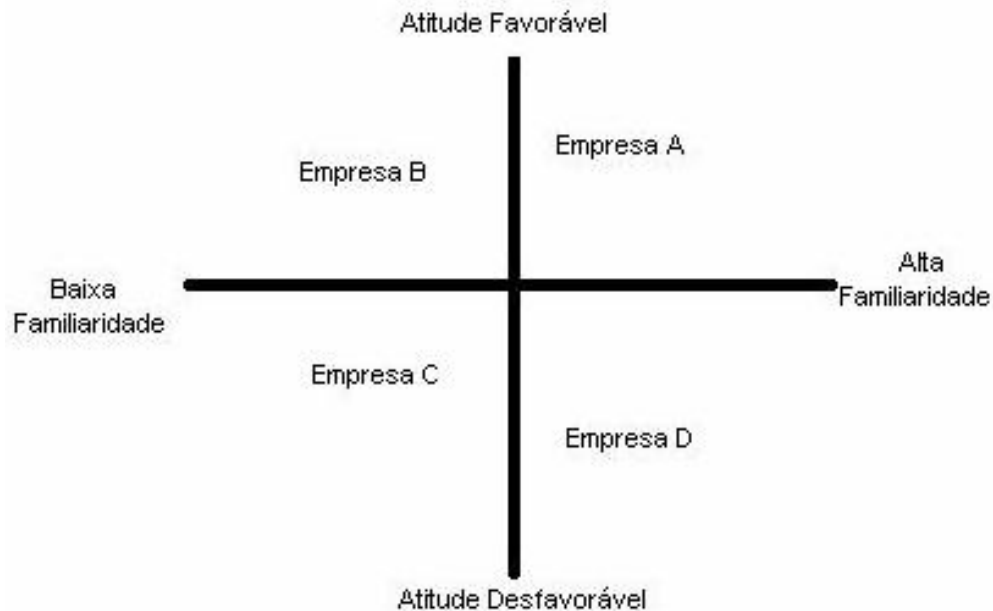 Atitude Favorável
Empresa A
Empresa B
Alta
Familiaridade
Baixa
Familiaridade
Empresa C
Empresa D
Atitude Desfavorável